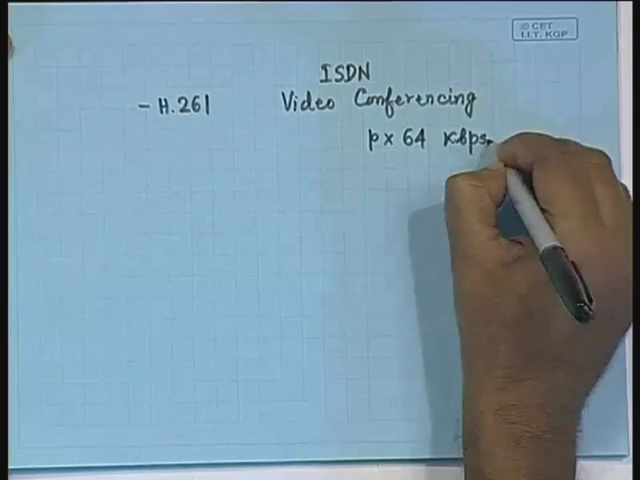 © CET
I.I.T. KGP
ISDN
- H.261 Video Conferencing
p x 64 Kbps.